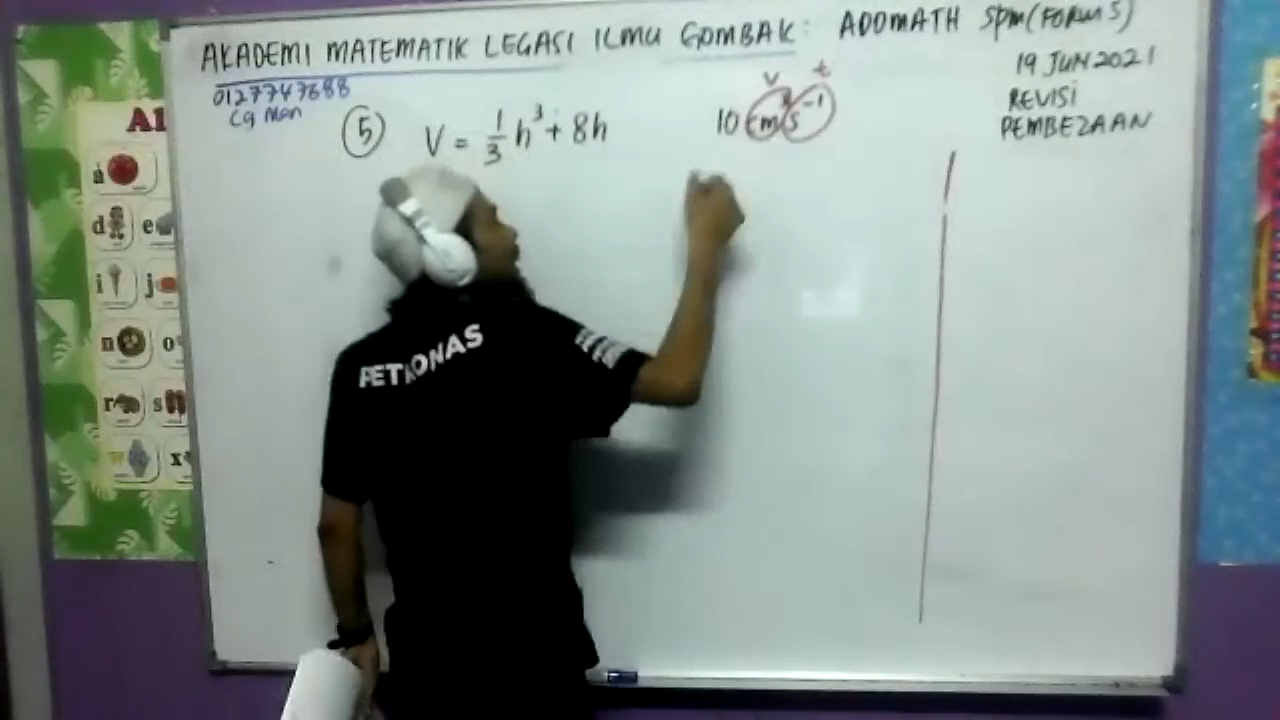 AKADEMI MATEMATIK LEGASI ILMU GOMBAK: ADDMATH SPM (FORM 5)
0127747688
Cg Man
19 JUN 2021
REVISI
PEMBEZAAN
V t
⑤ V = 1/3 h³ + 8h
10 cm³ s⁻¹
A1
a
d e
i j
n o
r s
w x
PETRONAS